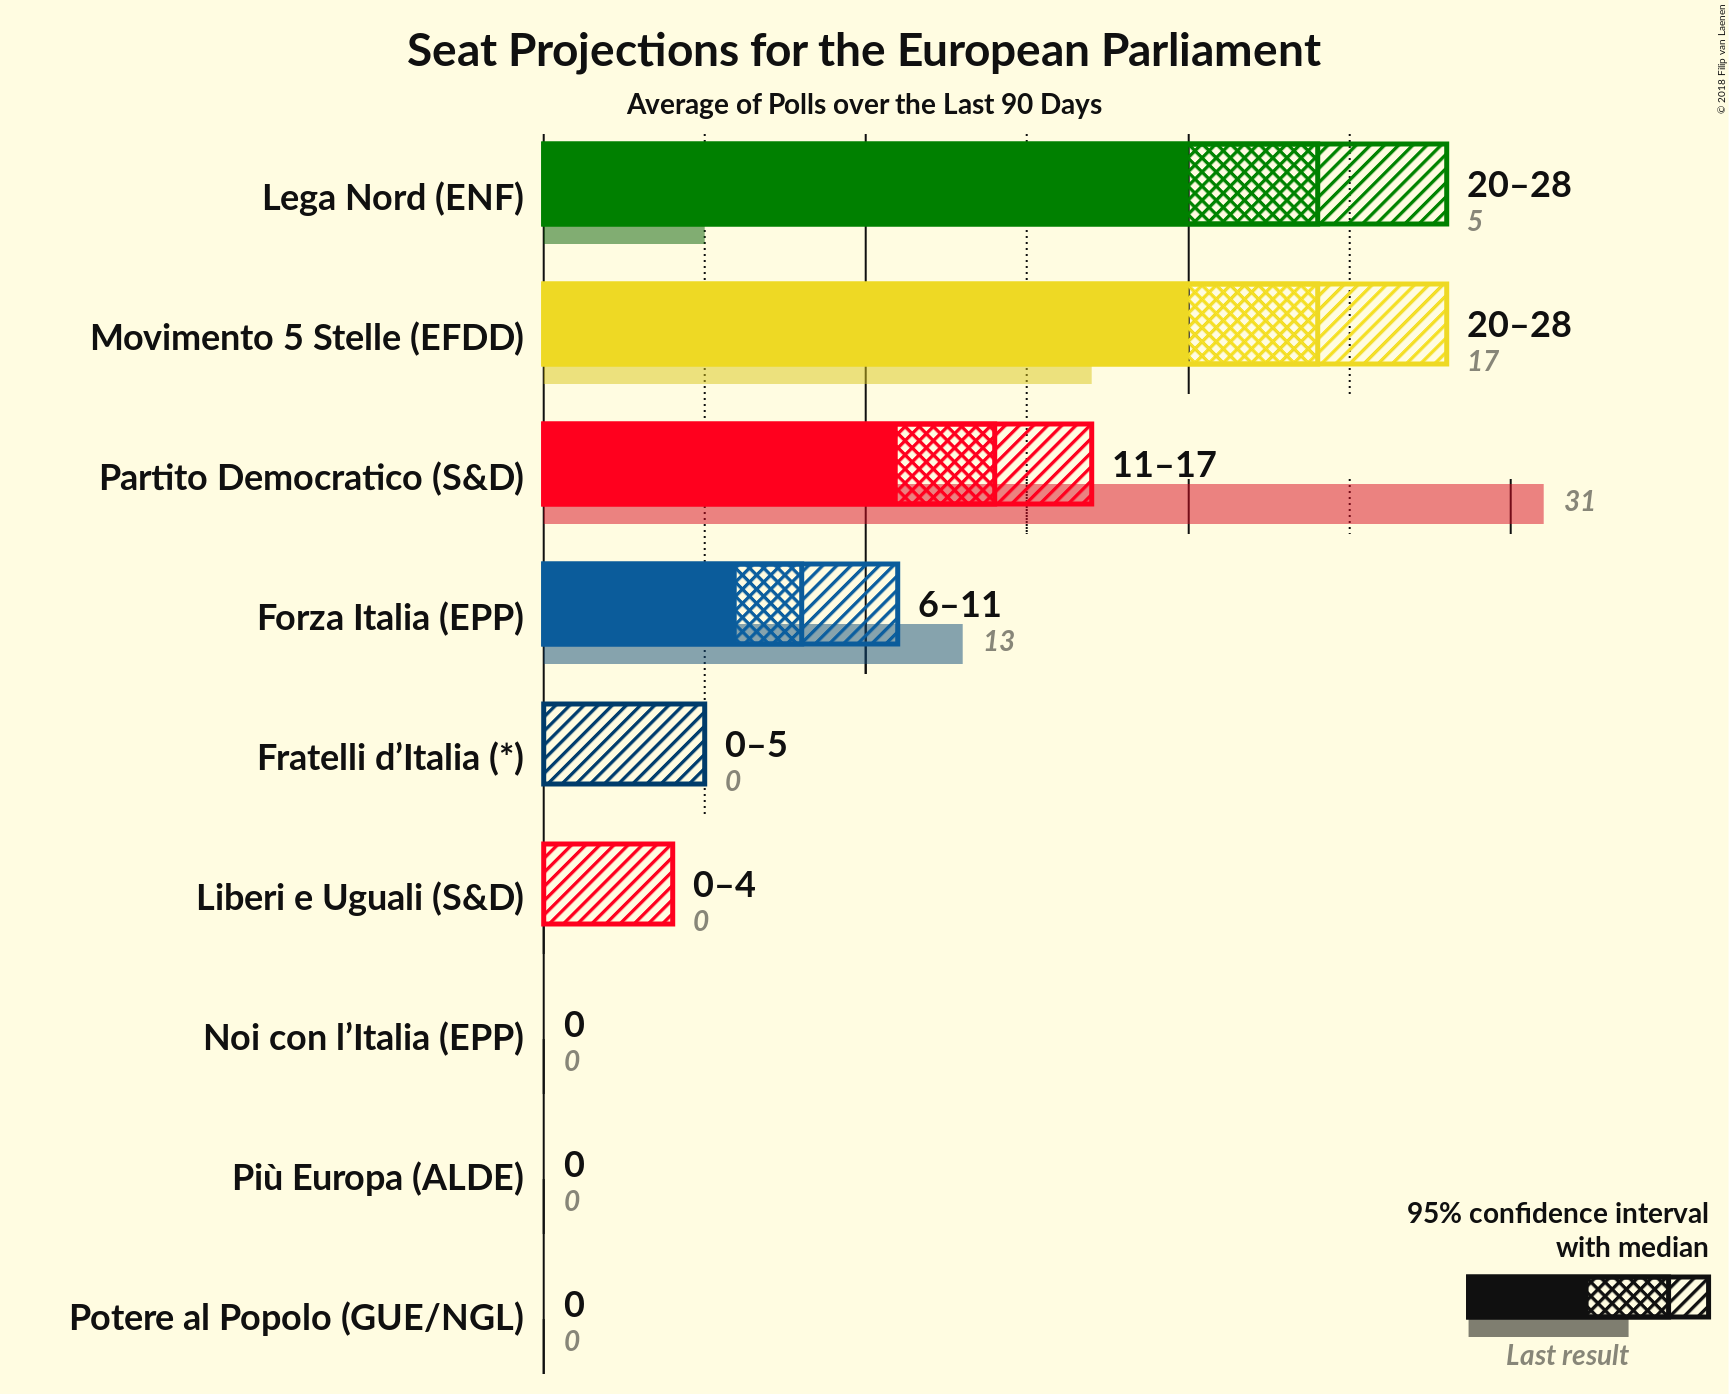 Seat Projections for the European Parliament
Average of Polls over the Last 90 Days
© 2018 Filip van Laenen
Lega Nord (ENF)
20–28
5
Movimento 5 Stelle (EFDD)
20–28
17
Partito Democratico (S&D)
11–17
31
Forza Italia (EPP)
6–11
13
Fratelli d’Italia (*)
0–5
0
Liberi e Uguali (S&D)
0–4
0
Noi con l’Italia (EPP)
0
0
Più Europa (ALDE)
0
0
Potere al Popolo (GUE/NGL)
0
0
95% confidence interval
with median
Last result